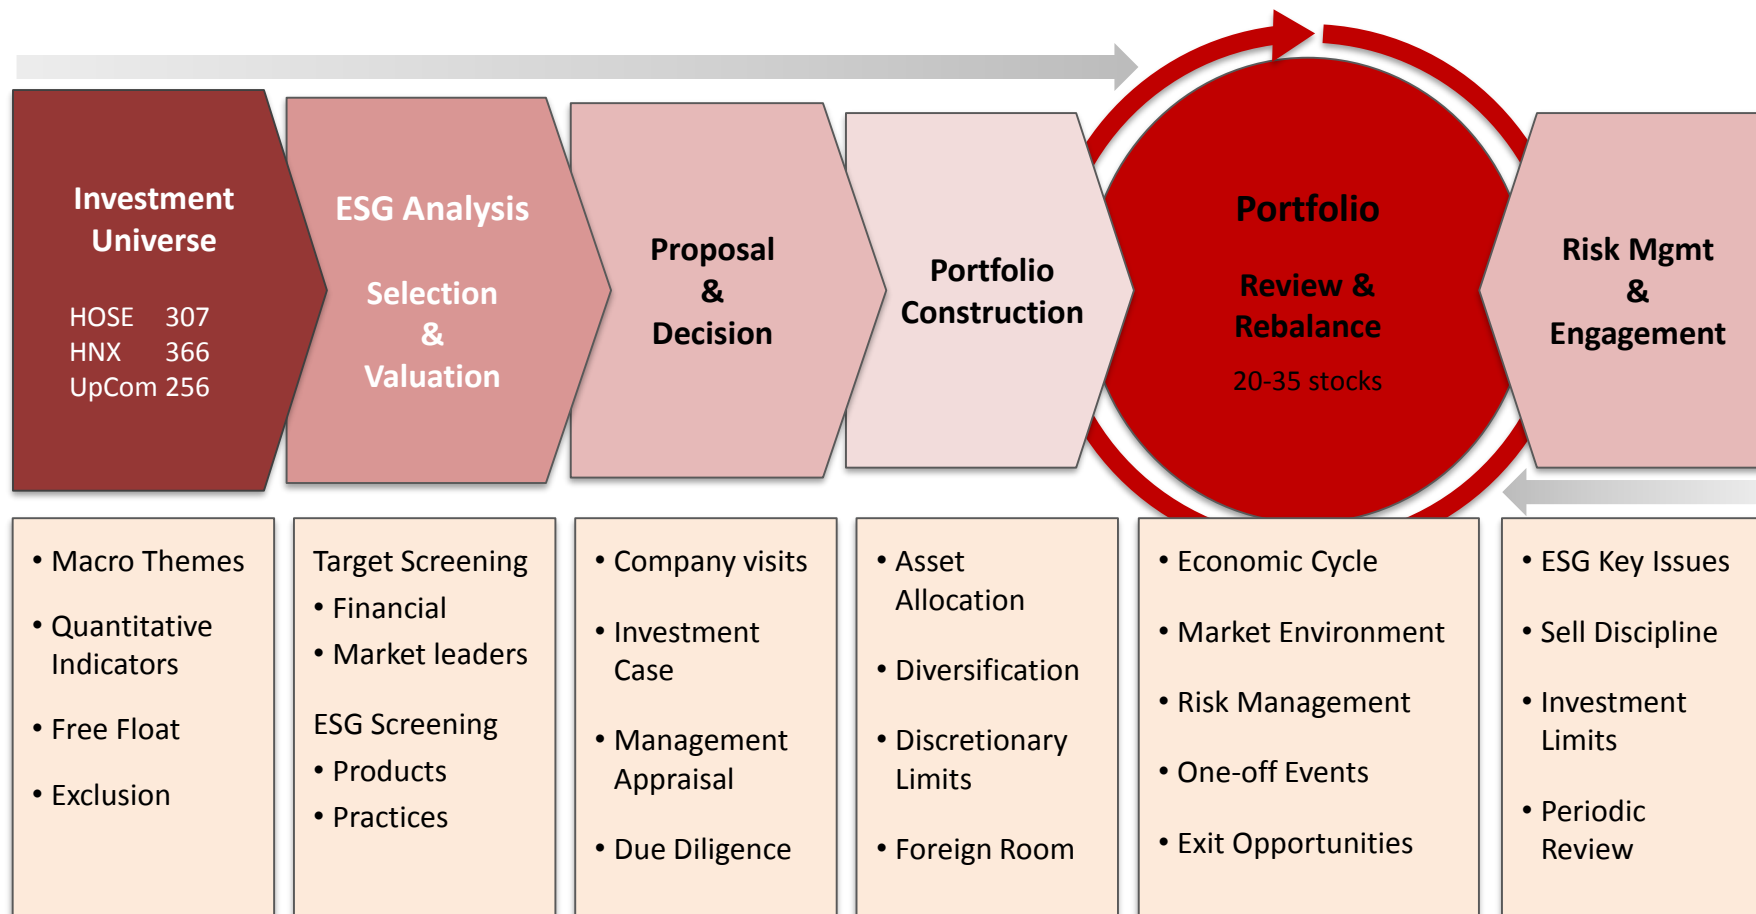 Investment
Universe
HOSE 307
HNX 366
UpCom 256
ESG Analysis
Selection
&
Valuation
Proposal
&
Decision
Portfolio
Construction
Portfolio
Review &
Rebalance
20-35 stocks
Risk Mgmt
&
Engagement
• Macro Themes
• Quantitative
Indicators
• Free Float
• Exclusion
Target Screening
• Financial
• Market leaders
ESG Screening
• Products
• Practices
• Company visits
• Investment
Case
• Management
Appraisal
• Due Diligence
• Asset
Allocation
• Diversification
• Discretionary
Limits
• Foreign Room
• Economic Cycle
• Market Environment
• Risk Management
• One-off Events
• Exit Opportunities
• ESG Key Issues
• Sell Discipline
• Investment
Limits
• Periodic
Review